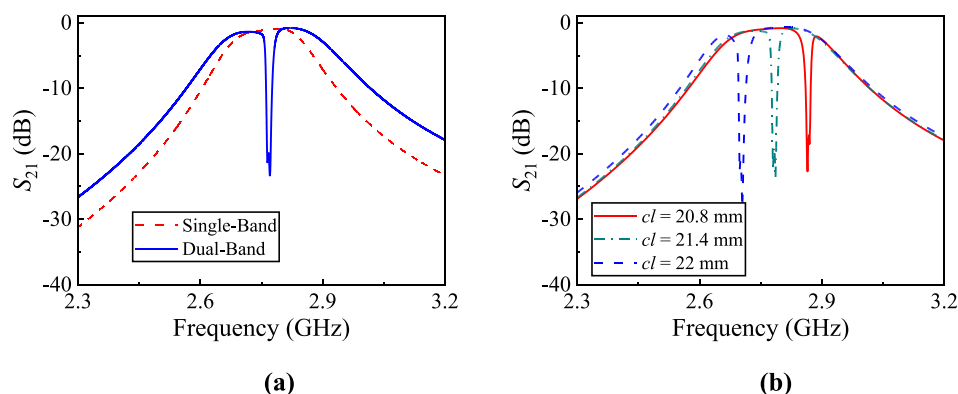 0
-10
-20
-30
-40
S21 (dB)
Single-Band
Dual-Band
2.3
2.6
2.9
3.2
Frequency (GHz)
(a)
0
-10
-20
-30
-40
S21 (dB)
cl = 20.8 mm
cl = 21.4 mm
cl = 22 mm
2.3
2.6
2.9
3.2
Frequency (GHz)
(b)